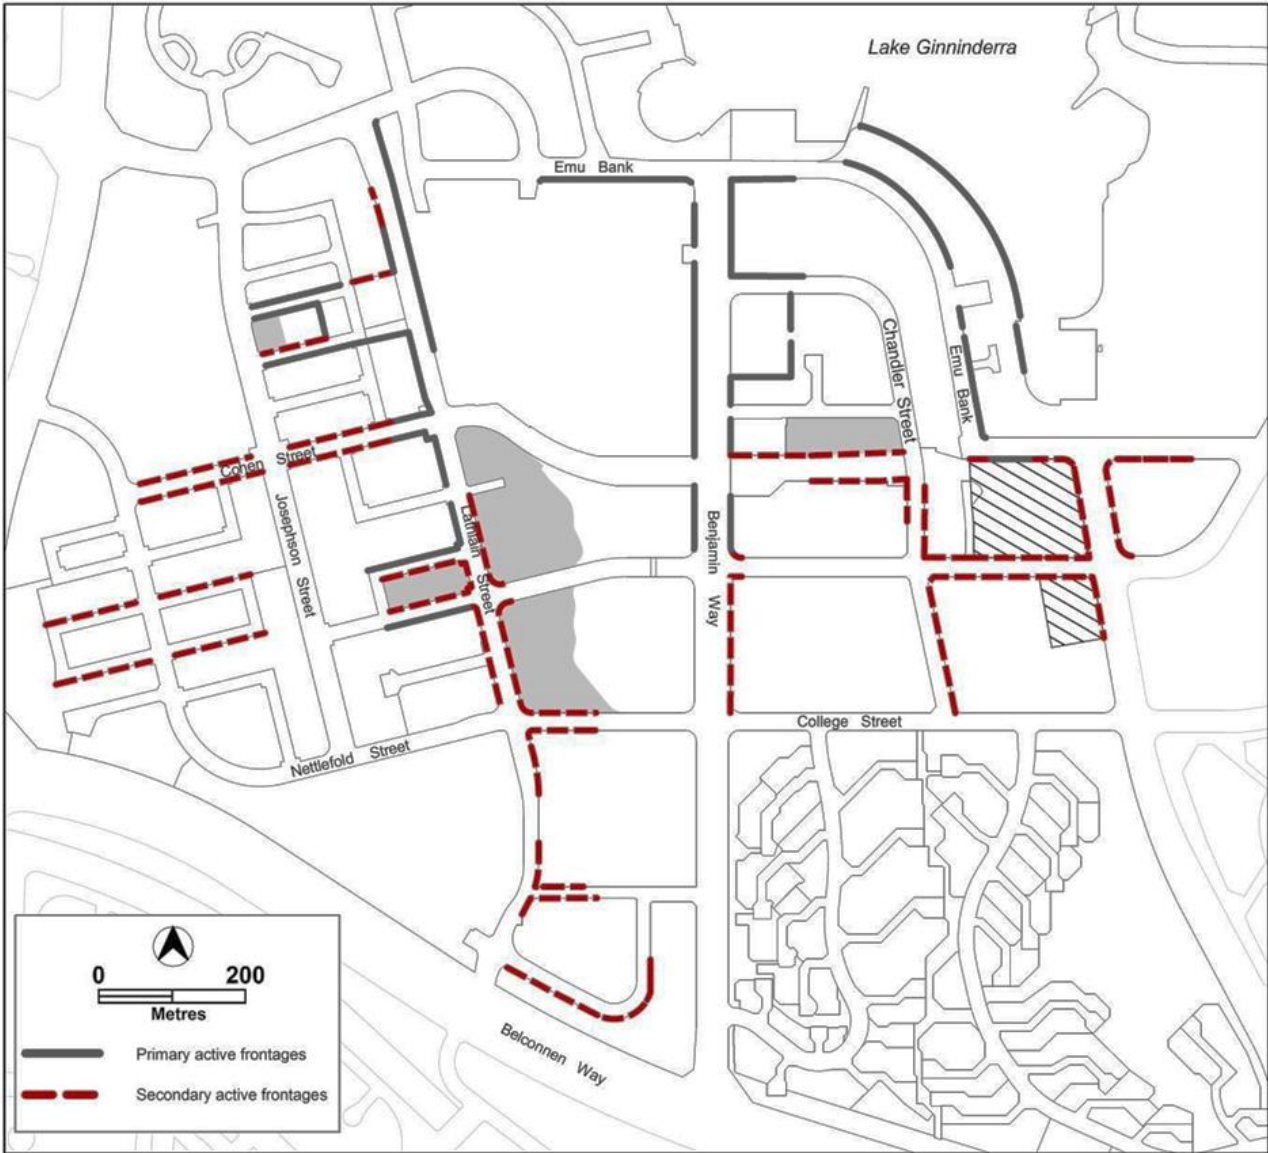 Lake Ginninderra
Emu Bank
Chandler Street
Emu Bank
Cohen Street
Josephson Street
Lathlain Street
Benjamin Way
College Street
Nettlefold Street
Belconnen Way
0 200
Metres
Primary active frontages
Secondary active frontages